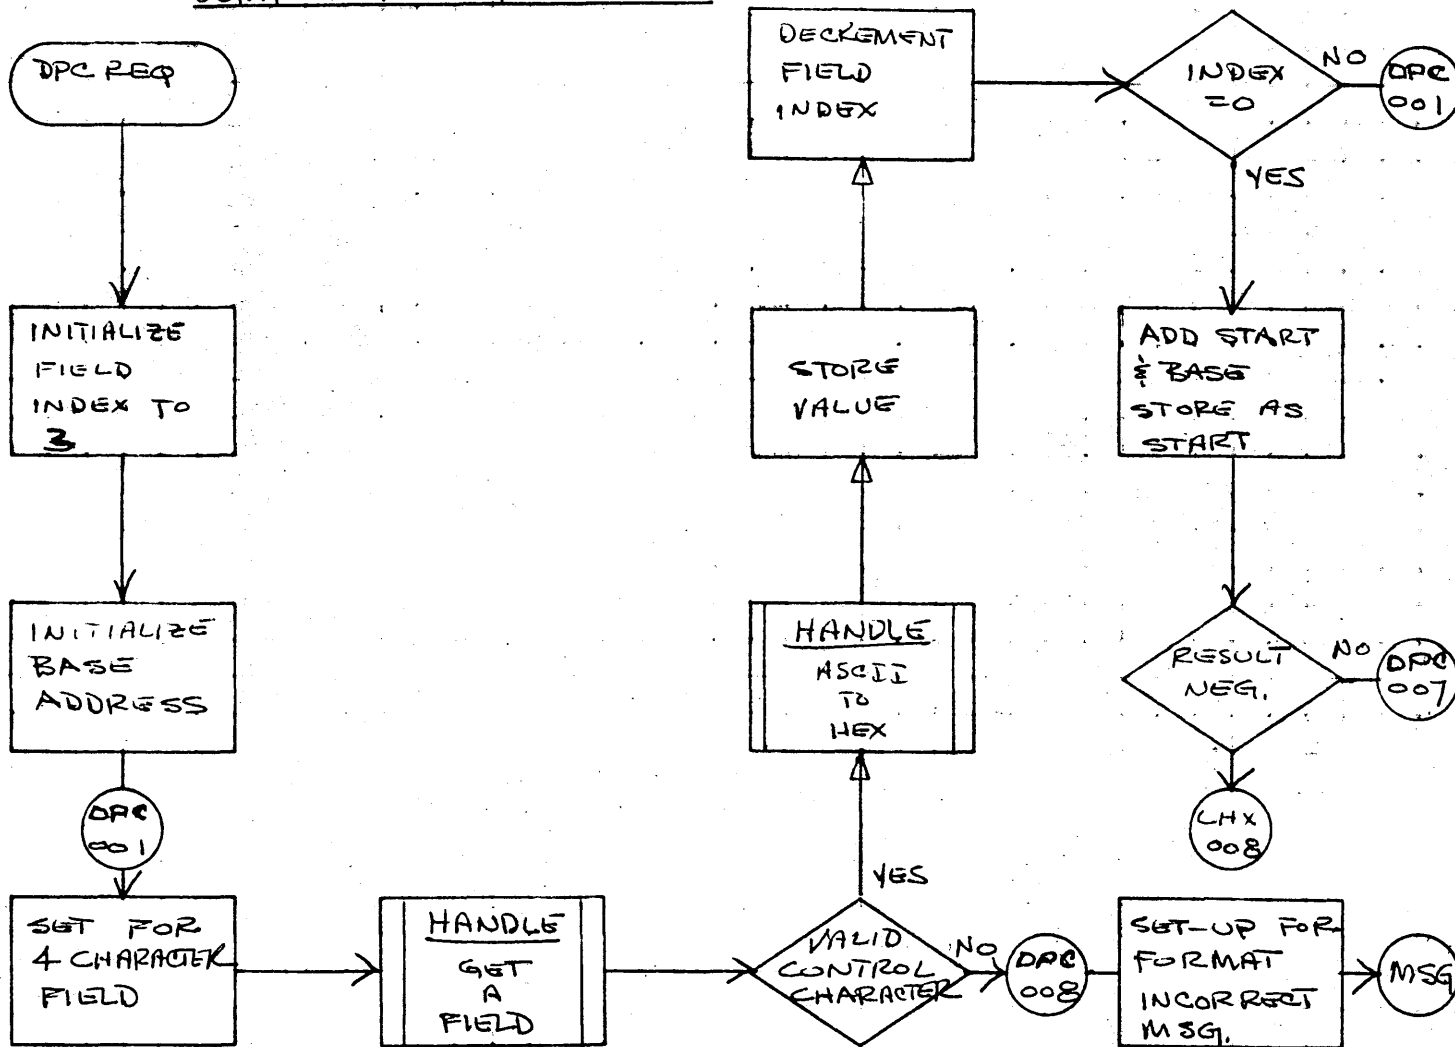 DPC REQ
INITIALIZE
FIELD
INDEX TO
3
INITIALIZE
BASE
ADDRESS
DPC
001
SET FOR
4 CHARACTER
FIELD
HANDLE
GET
A
FIELD
VALID
CONTROL
CHARACTER
YES
NO
DPC
008
SET-UP FOR
FORMAT
INCORRECT
MSG.
MSG
HANDLE
ASCII
TO
HEX
STORE
VALUE
DECREMENT
FIELD
INDEX
INDEX
=0
NO
DPC
001
YES
ADD START
& BASE
STORE AS
START
RESULT
NEG.
NO
DPC
007
LHX
008